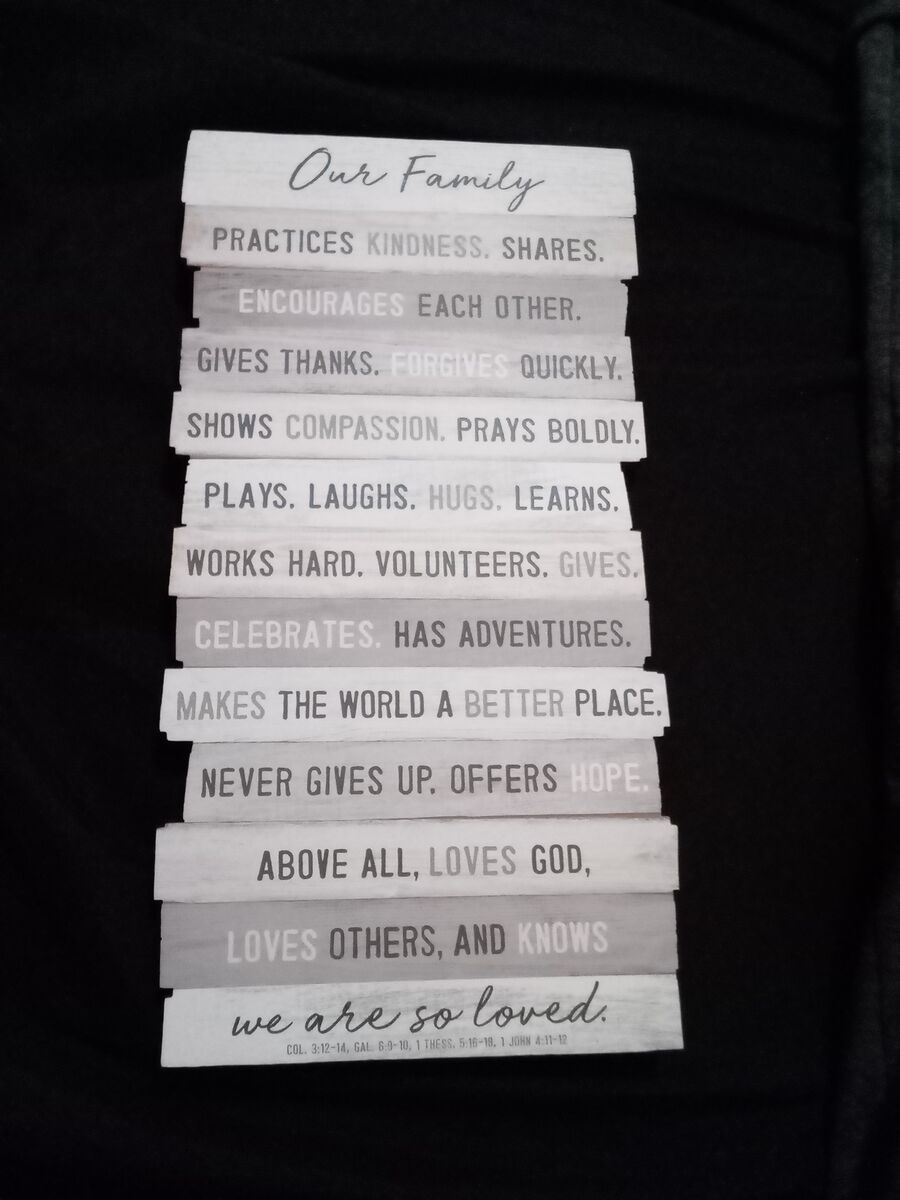 Our Family
PRACTICES KINDNESS. SHARES.
ENCOURAGES EACH OTHER.
GIVES THANKS. FORGIVES QUICKLY.
SHOWS COMPASSION. PRAYS BOLDLY.
PLAYS. LAUGHS. HUGS. LEARNS.
WORKS HARD. VOLUNTEERS. GIVES.
CELEBRATES. HAS ADVENTURES.
MAKES THE WORLD A BETTER PLACE.
NEVER GIVES UP. OFFERS HOPE.
ABOVE ALL, LOVES GOD,
LOVES OTHERS, AND KNOWS
we are so loved.
COL. 3:12-14, GAL. 6:9-10, 1 THESS. 5:16-18, 1 JOHN 4:11-12